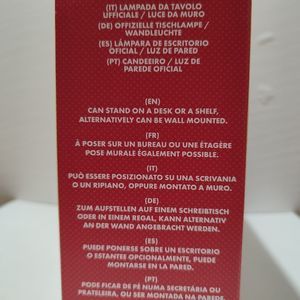 (IT) LAMPADA DA TAVOLO
UFFICIALE / LUCE DA MURO
(DE) OFFIZIELLE TISCHLAMPE /
WANDLEUCHTE
(ES) LÁMPARA DE ESCRITORIO
OFICIAL / LUZ DE PARED
(PT) CANDEEIRO / LUZ DE
PAREDE OFICIAL
(EN)
CAN STAND ON A DESK OR A SHELF,
ALTERNATIVELY CAN BE WALL MOUNTED.
(FR)
À POSER SUR UN BUREAU OU UNE ÉTAGÈRE
POSE MURALE ÉGALEMENT POSSIBLE.
(IT)
PUÒ ESSERE POSIZIONATO SU UNA SCRIVANIA
O UN RIPIANO, OPPURE MONTATO A MURO.
(DE)
ZUM AUFSTELLEN AUF EINEM SCHREIBTISCH
ODER IN EINEM REGAL. KANN ALTERNATIV
AN DER WAND ANGEBRACHT WERDEN.
(ES)
PUEDE PONERSE SOBRE UN ESCRITORIO
O ESTANTE OPCIONALMENTE, PUEDE
MONTARSE EN LA PARED.
(PT)
PODE FICAR DE PÉ NUMA SECRETÁRIA OU
PRATELEIRA, OU SER MONTADA NA PAREDE